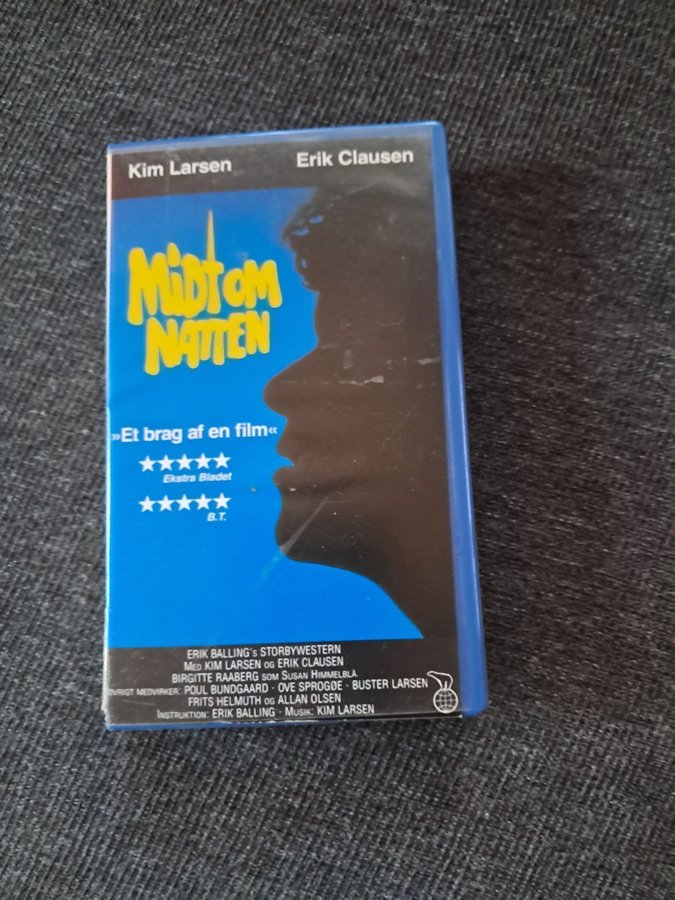 Kim Larsen Erik Clausen
MIDT OM
NATTEN
»Et brag af en film«
★★★★★
Ekstra Bladet
★★★★★
B.T.
ERIK BALLING's STORBYWESTERN
MED KIM LARSEN OG ERIK CLAUSEN
BIRGITTE RAABERG SOM SUSAN HIMMELBLÅ
ØVRIGT MEDVIRKER: POUL BUNDGAARD · OVE SPROGØE · BUSTER LARSEN
FRITS HELMUTH OG ALLAN OLSEN
INSTRUKTION: ERIK BALLING · MUSIK: KIM LARSEN